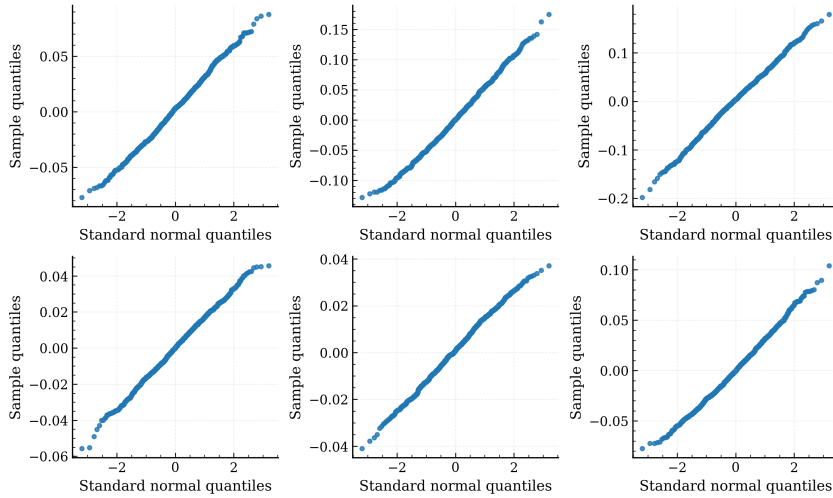 0.05
0.00
−0.05
Sample quantiles
−2 0 2
Standard normal quantiles
0.15
0.10
0.05
0.00
−0.05
−0.10
Sample quantiles
−2 0 2
Standard normal quantiles
0.1
0.0
−0.1
−0.2
Sample quantiles
−2 0 2
Standard normal quantiles
0.04
0.02
0.00
−0.02
−0.04
−0.06
Sample quantiles
−2 0 2
Standard normal quantiles
0.04
0.02
0.00
−0.02
−0.04
Sample quantiles
−2 0 2
Standard normal quantiles
0.10
0.05
0.00
−0.05
Sample quantiles
−2 0 2
Standard normal quantiles